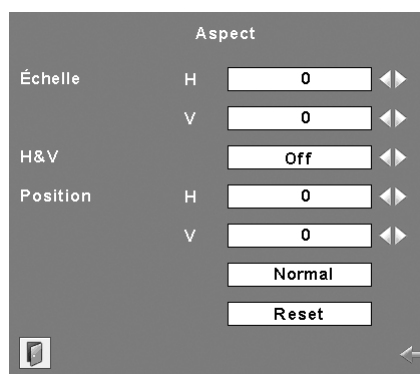 Aspect
Échelle H 0
V 0
H&V Off
Position H 0
V 0
Normal
Reset